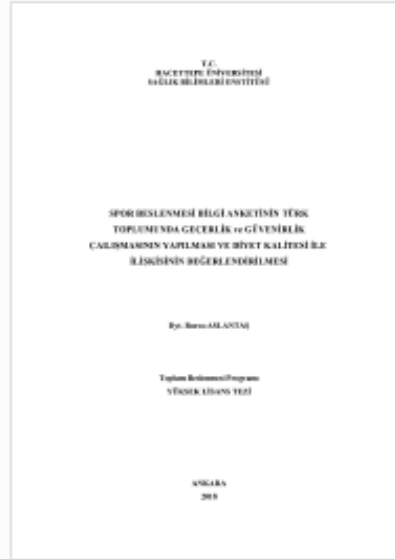 T.C.
HACETTEPE ÜNİVERSİTESİ
SAĞLIK BİLİMLERİ ENSTİTÜSÜ
SPOR BESLENMESİ BİLGİ ANKETİNİN TÜRK
TOPLUMUNDA GEÇERLİK ve GÜVENİRLİK
ÇALIŞMASININ YAPILMASI VE DİYET KALİTESİ İLE
İLİŞKİSİNİN DEĞERLENDİRİLMESİ
Dyt. ASLANTAŞ
Toplum Beslenmesi Programı
YÜKSEK LİSANS TEZİ
ANKARA